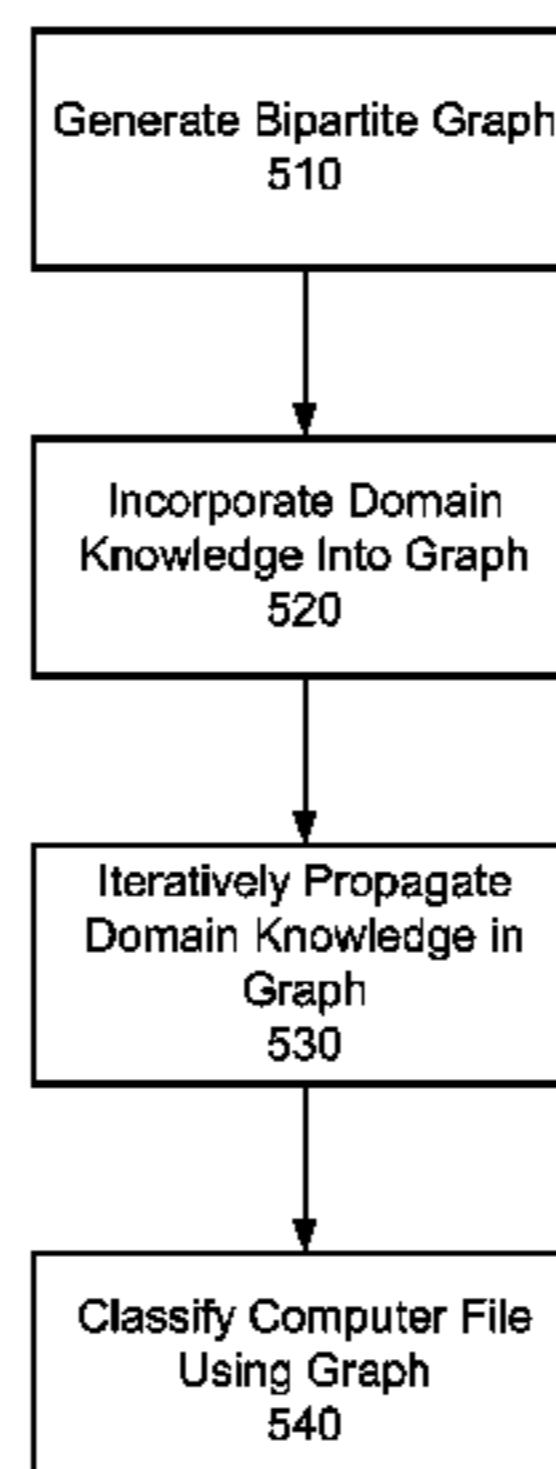 Generate Bipartite Graph
510
Incorporate Domain
Knowledge Into Graph
520
Iteratively Propagate
Domain Knowledge in
Graph
530
Classify Computer File
Using Graph
540